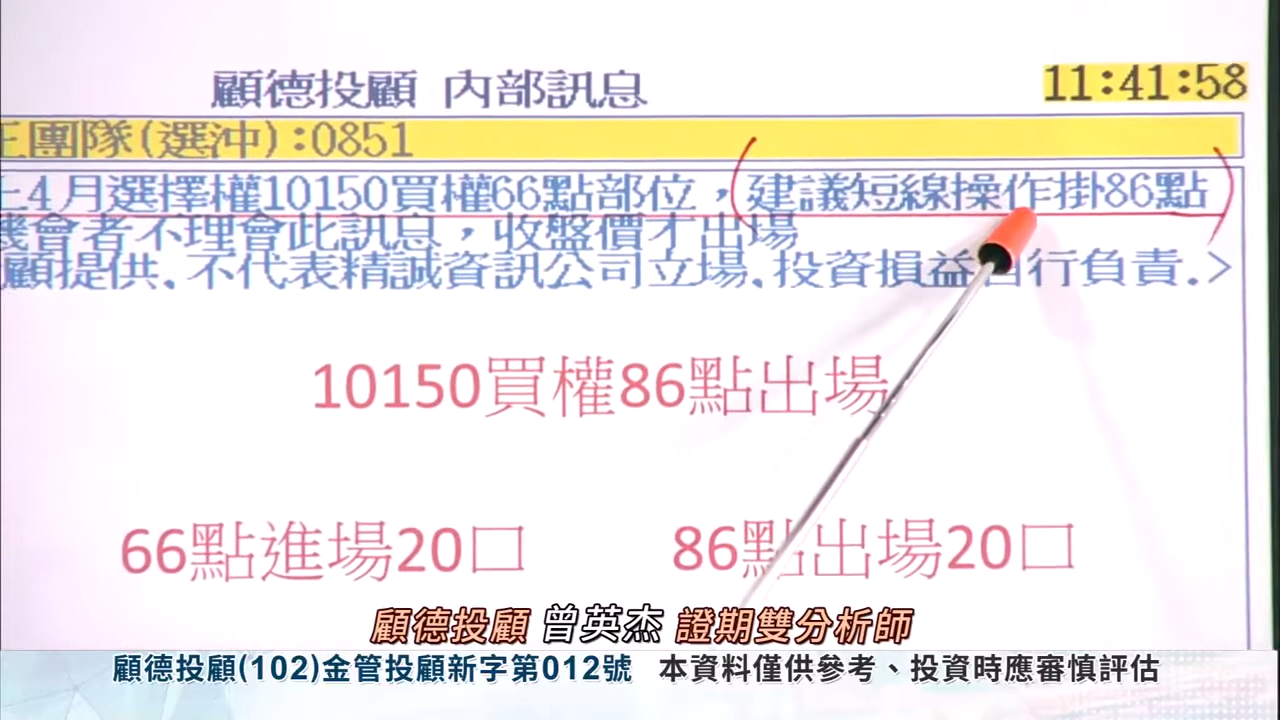 顧德投顧 內部訊息
11:41:58
團隊(選沖):0851
4月選擇權10150買權66點部位，建議短線操作掛86點
機會者不理會此訊息，收盤價才出場
顧提供.不代表精誠資訊公司立場.投資損益自行負責.>
10150買權86點出場
66點進場20口
86點出場20口
顧德投顧 曾英杰 證期雙分析師
顧德投顧(102)金管投顧新字第012號 本資料僅供參考、投資時應審慎評估